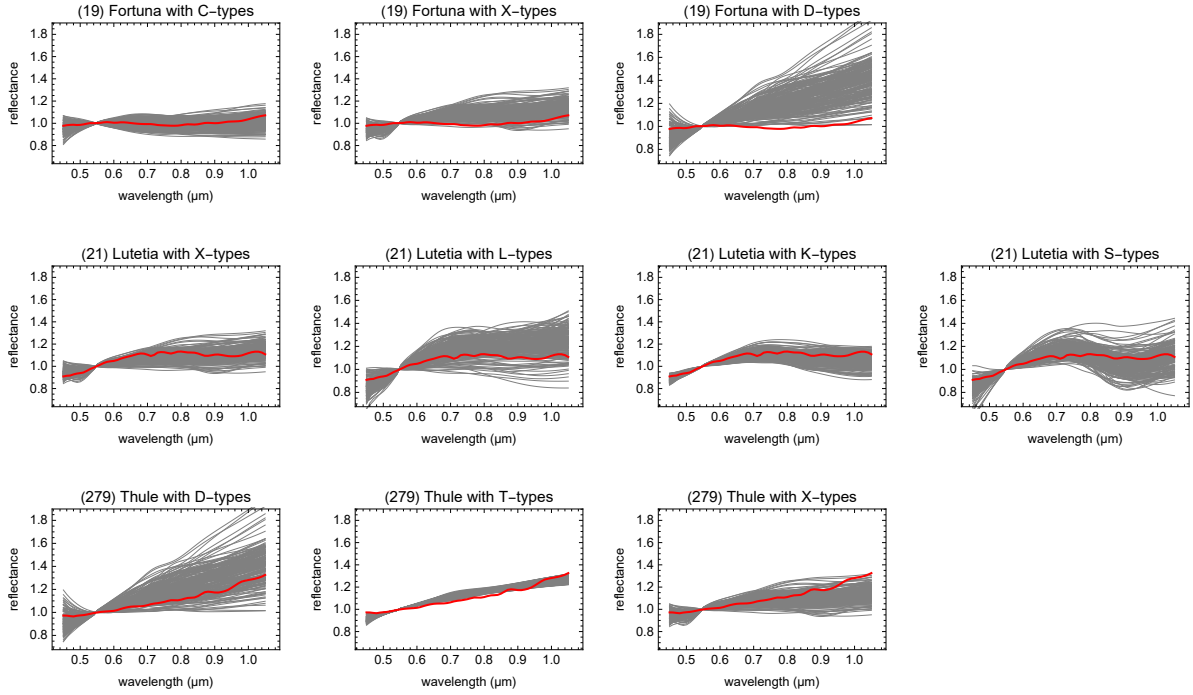 (19) Fortuna with C−types
(19) Fortuna with X−types
(19) Fortuna with D−types
reflectance
1.8
1.6
1.4
1.2
1.0
0.8
0.5 0.6 0.7 0.8 0.9 1.0
wavelength (µm)
reflectance
1.8
1.6
1.4
1.2
1.0
0.8
0.5 0.6 0.7 0.8 0.9 1.0
wavelength (µm)
reflectance
1.8
1.6
1.4
1.2
1.0
0.8
0.5 0.6 0.7 0.8 0.9 1.0
wavelength (µm)
(21) Lutetia with X−types
(21) Lutetia with L−types
(21) Lutetia with K−types
(21) Lutetia with S−types
reflectance
1.8
1.6
1.4
1.2
1.0
0.8
0.5 0.6 0.7 0.8 0.9 1.0
wavelength (µm)
reflectance
1.8
1.6
1.4
1.2
1.0
0.8
0.5 0.6 0.7 0.8 0.9 1.0
wavelength (µm)
reflectance
1.8
1.6
1.4
1.2
1.0
0.8
0.5 0.6 0.7 0.8 0.9 1.0
wavelength (µm)
reflectance
1.8
1.6
1.4
1.2
1.0
0.8
0.5 0.6 0.7 0.8 0.9 1.0
wavelength (µm)
(279) Thule with D−types
(279) Thule with T−types
(279) Thule with X−types
reflectance
1.8
1.6
1.4
1.2
1.0
0.8
0.5 0.6 0.7 0.8 0.9 1.0
wavelength (µm)
reflectance
1.8
1.6
1.4
1.2
1.0
0.8
0.5 0.6 0.7 0.8 0.9 1.0
wavelength (µm)
reflectance
1.8
1.6
1.4
1.2
1.0
0.8
0.5 0.6 0.7 0.8 0.9 1.0
wavelength (µm)